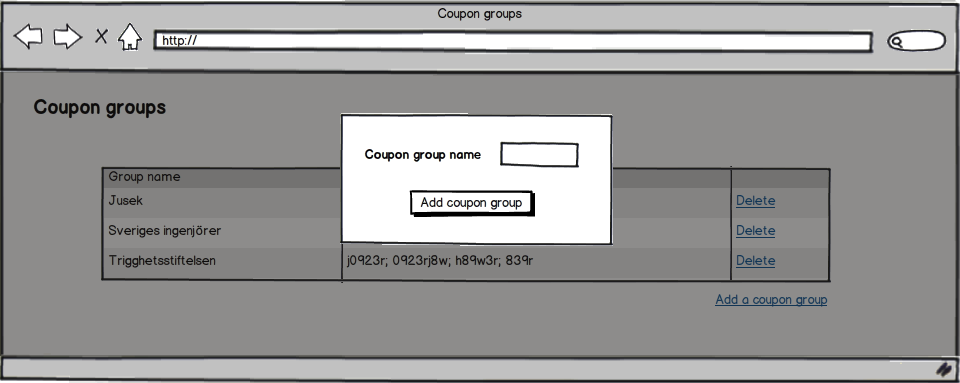 Coupon groups
X
http://
Coupon groups
Coupon group name
Add coupon group
Group name
Jusek Delete
Sveriges ingenjörer Delete
Trigghetsstiftelsen j0923r; 0923rj8w; h89w3r; 839r Delete
Add a coupon group